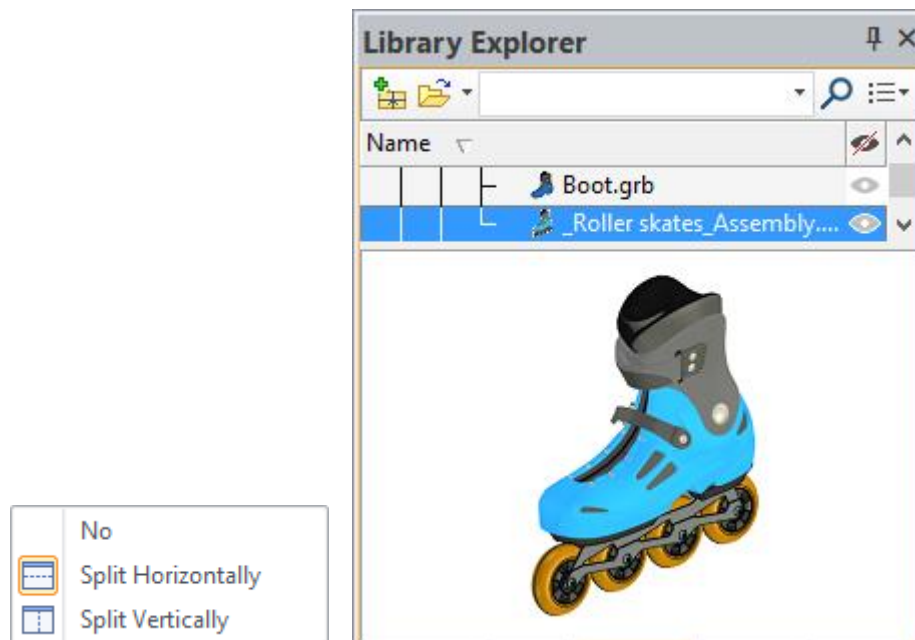 Library Explorer
Name
Boot.grb
_Roller skates_Assembly....
No
Split Horizontally
Split Vertically